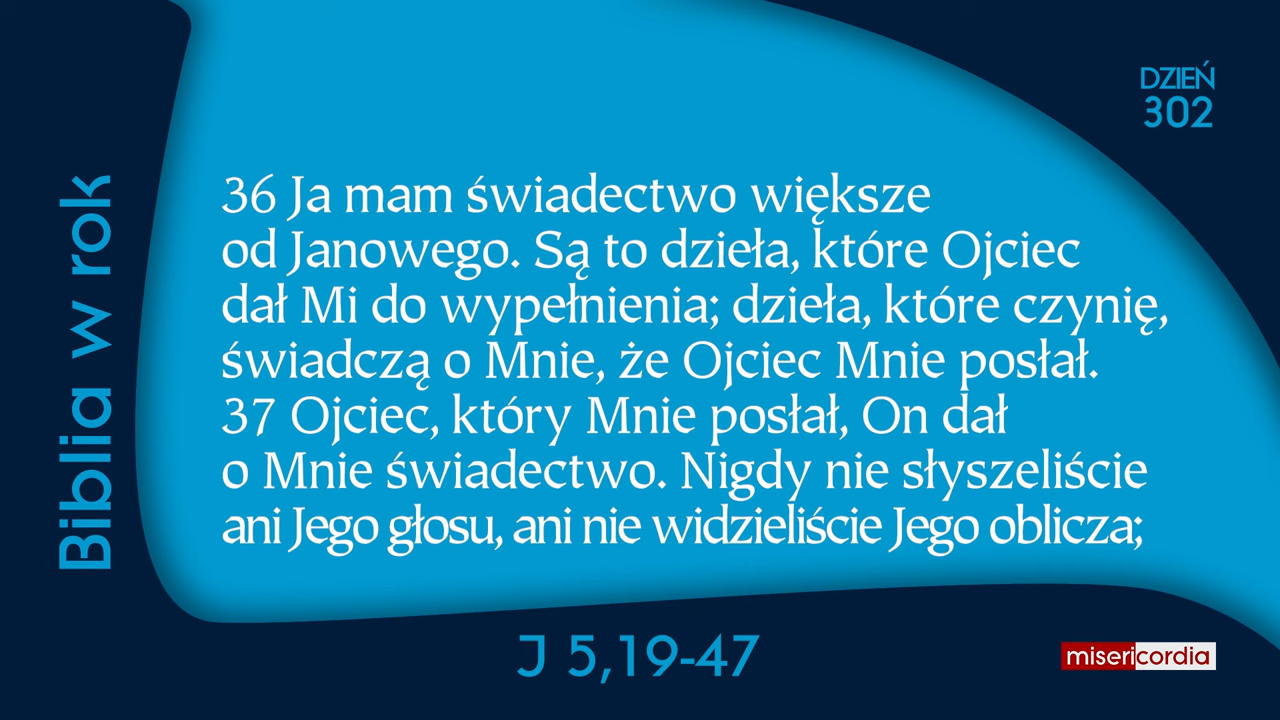 DZIEŃ
302
Biblia w rok
36 Ja mam świadectwo większe
od Janowego. Są to dzieła, które Ojciec
dał Mi do wypełnienia; dzieła, które czynię,
świadczą o Mnie, że Ojciec Mnie posłał.
37 Ojciec, który Mnie posłał, On dał
o Mnie świadectwo. Nigdy nie słyszeliście
ani Jego głosu, ani nie widzieliście Jego oblicza;
J 5,19-47
misericordia